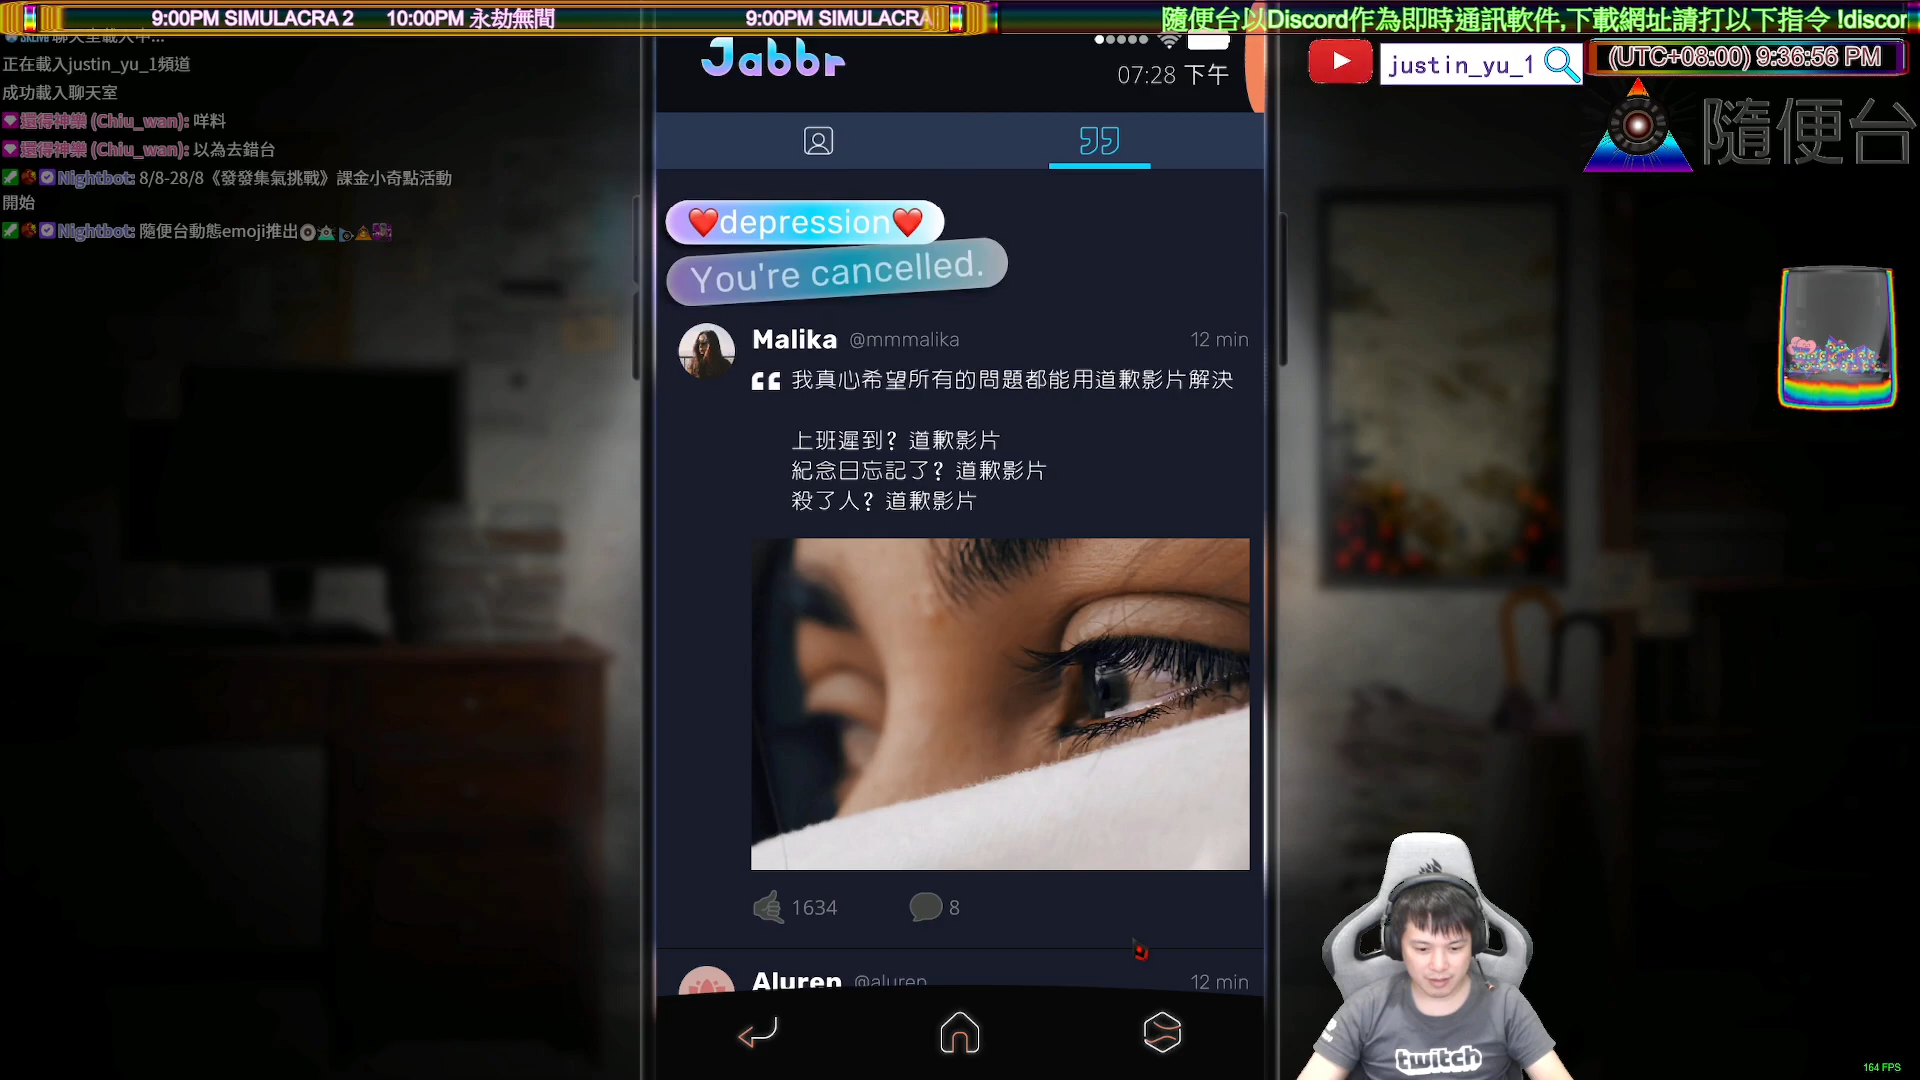 9:00PM SIMULACRA 2 10:00PM 永劫無間 9:00PM SIMULACRA
隨便台以Discord作為即時通訊軟件,下載網址請打以下指令 !discor
正在載入justin_yu_1頻道
成功載入聊天室
還得神樂 (Chiu_wan): 咩料
還得神樂 (Chiu_wan): 以為去錯台
Nightbot: 8/8-28/8《發發集氣挑戰》課金小奇點活動
開始
Nightbot: 隨便台動態emoji推出
Jabbr
07:28 下午
justin_yu_1
(UTC+08:00) 9:36:56 PM
隨便台
❤️depression❤️
You're cancelled.
Malika @mmmalika 12 min
我真心希望所有的問題都能用道歉影片解決
上班遲到? 道歉影片
紀念日忘記了? 道歉影片
殺了人? 道歉影片
1634 8
Aluren @aluren 12 min
twitch
164 FPS